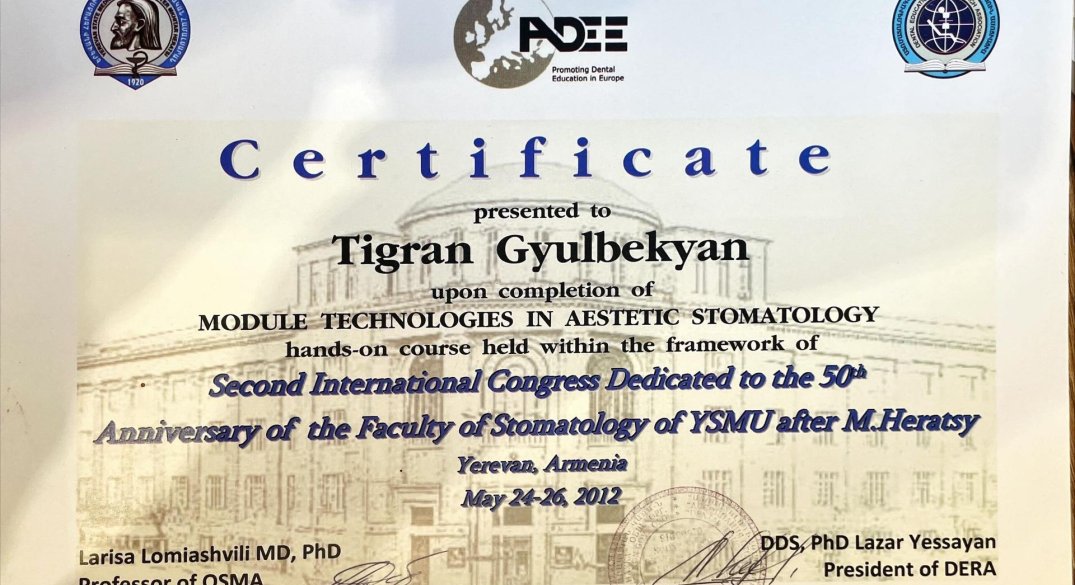 1920
ADEE
Promoting Dental
Education in Europe
Certificate
presented to
Tigran Gyulbekyan
upon completion of
MODULE TECHNOLOGIES IN AESTETIC STOMATOLOGY
hands-on course held within the framework of
Second International Congress Dedicated to the 50th
Anniversary of the Faculty of Stomatology of YSMU after M.Heratsy
Yerevan, Armenia
May 24-26, 2012
Larisa Lomiashvili MD, PhD
Professor of OSMA
DDS, PhD Lazar Yessayan
President of DERA